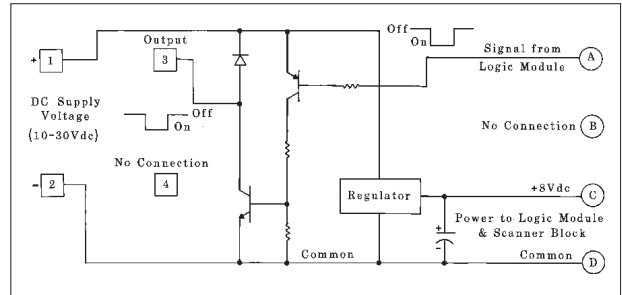 Off
On
Signal from
Logic Module
A
Output
+ 1
3
DC Supply
Voltage
(10-30Vdc)
Off
On
No Connection
B
No Connection
4
- 2
Regulator
+8Vdc
C
+
-
Power to Logic Module
& Scanner Block
Common
Common
D